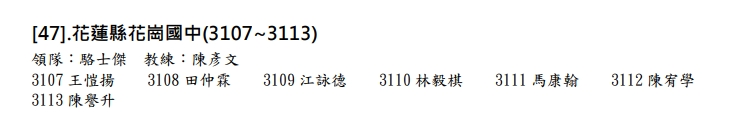 [47].花蓮縣花崗國中(3107~3113)
領隊：駱士傑 教練：陳彥文
3107 王愷揚 3108 田仲霖 3109 江詠德 3110 林毅棋 3111 馬康翰 3112 陳宥學
3113 陳譽升